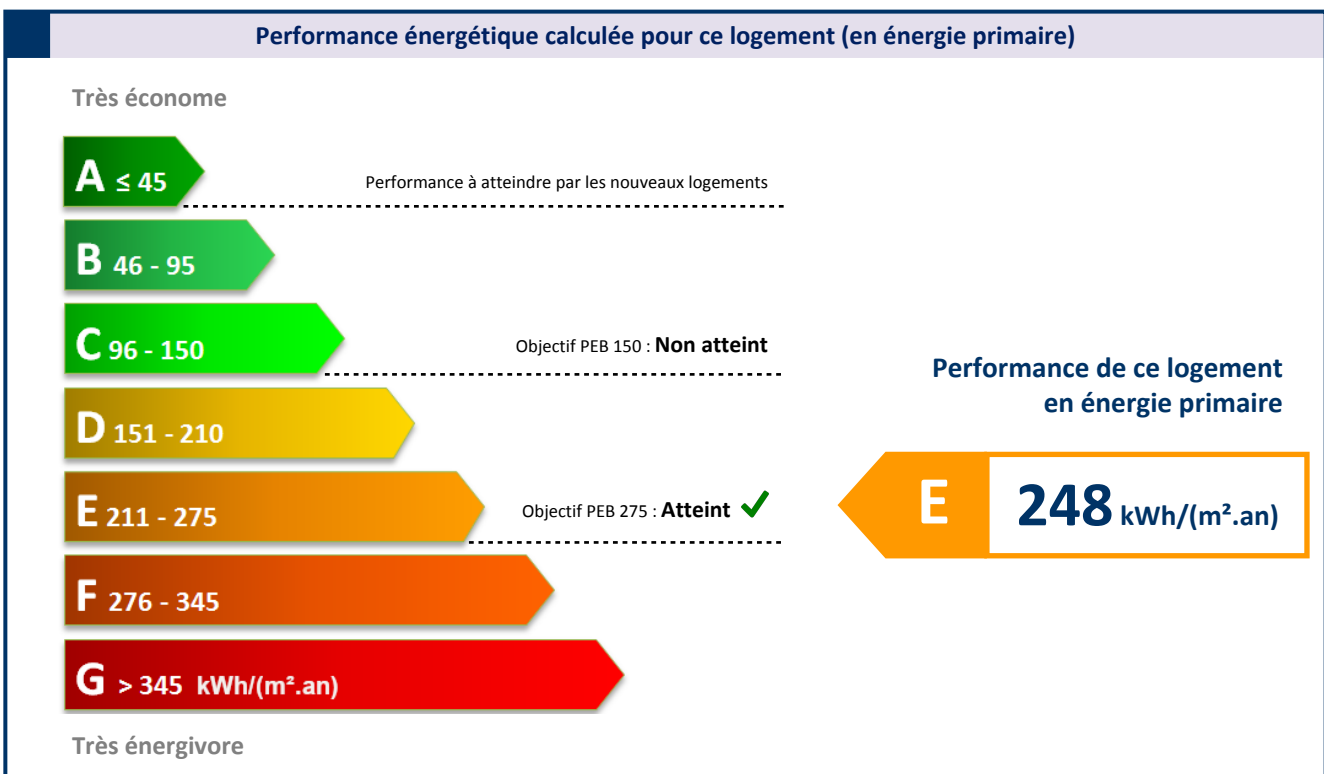 Performance énergétique calculée pour ce logement (en énergie primaire)
Très économe
A ≤ 45
Performance à atteindre par les nouveaux logements
B 46 - 95
C 96 - 150
Objectif PEB 150 : Non atteint
D 151 - 210
E 211 - 275
Objectif PEB 275 : Atteint ✓
F 276 - 345
G > 345 kWh/(m².an)
Très énergivore
Performance de ce logement
en énergie primaire
E 248 kWh/(m².an)